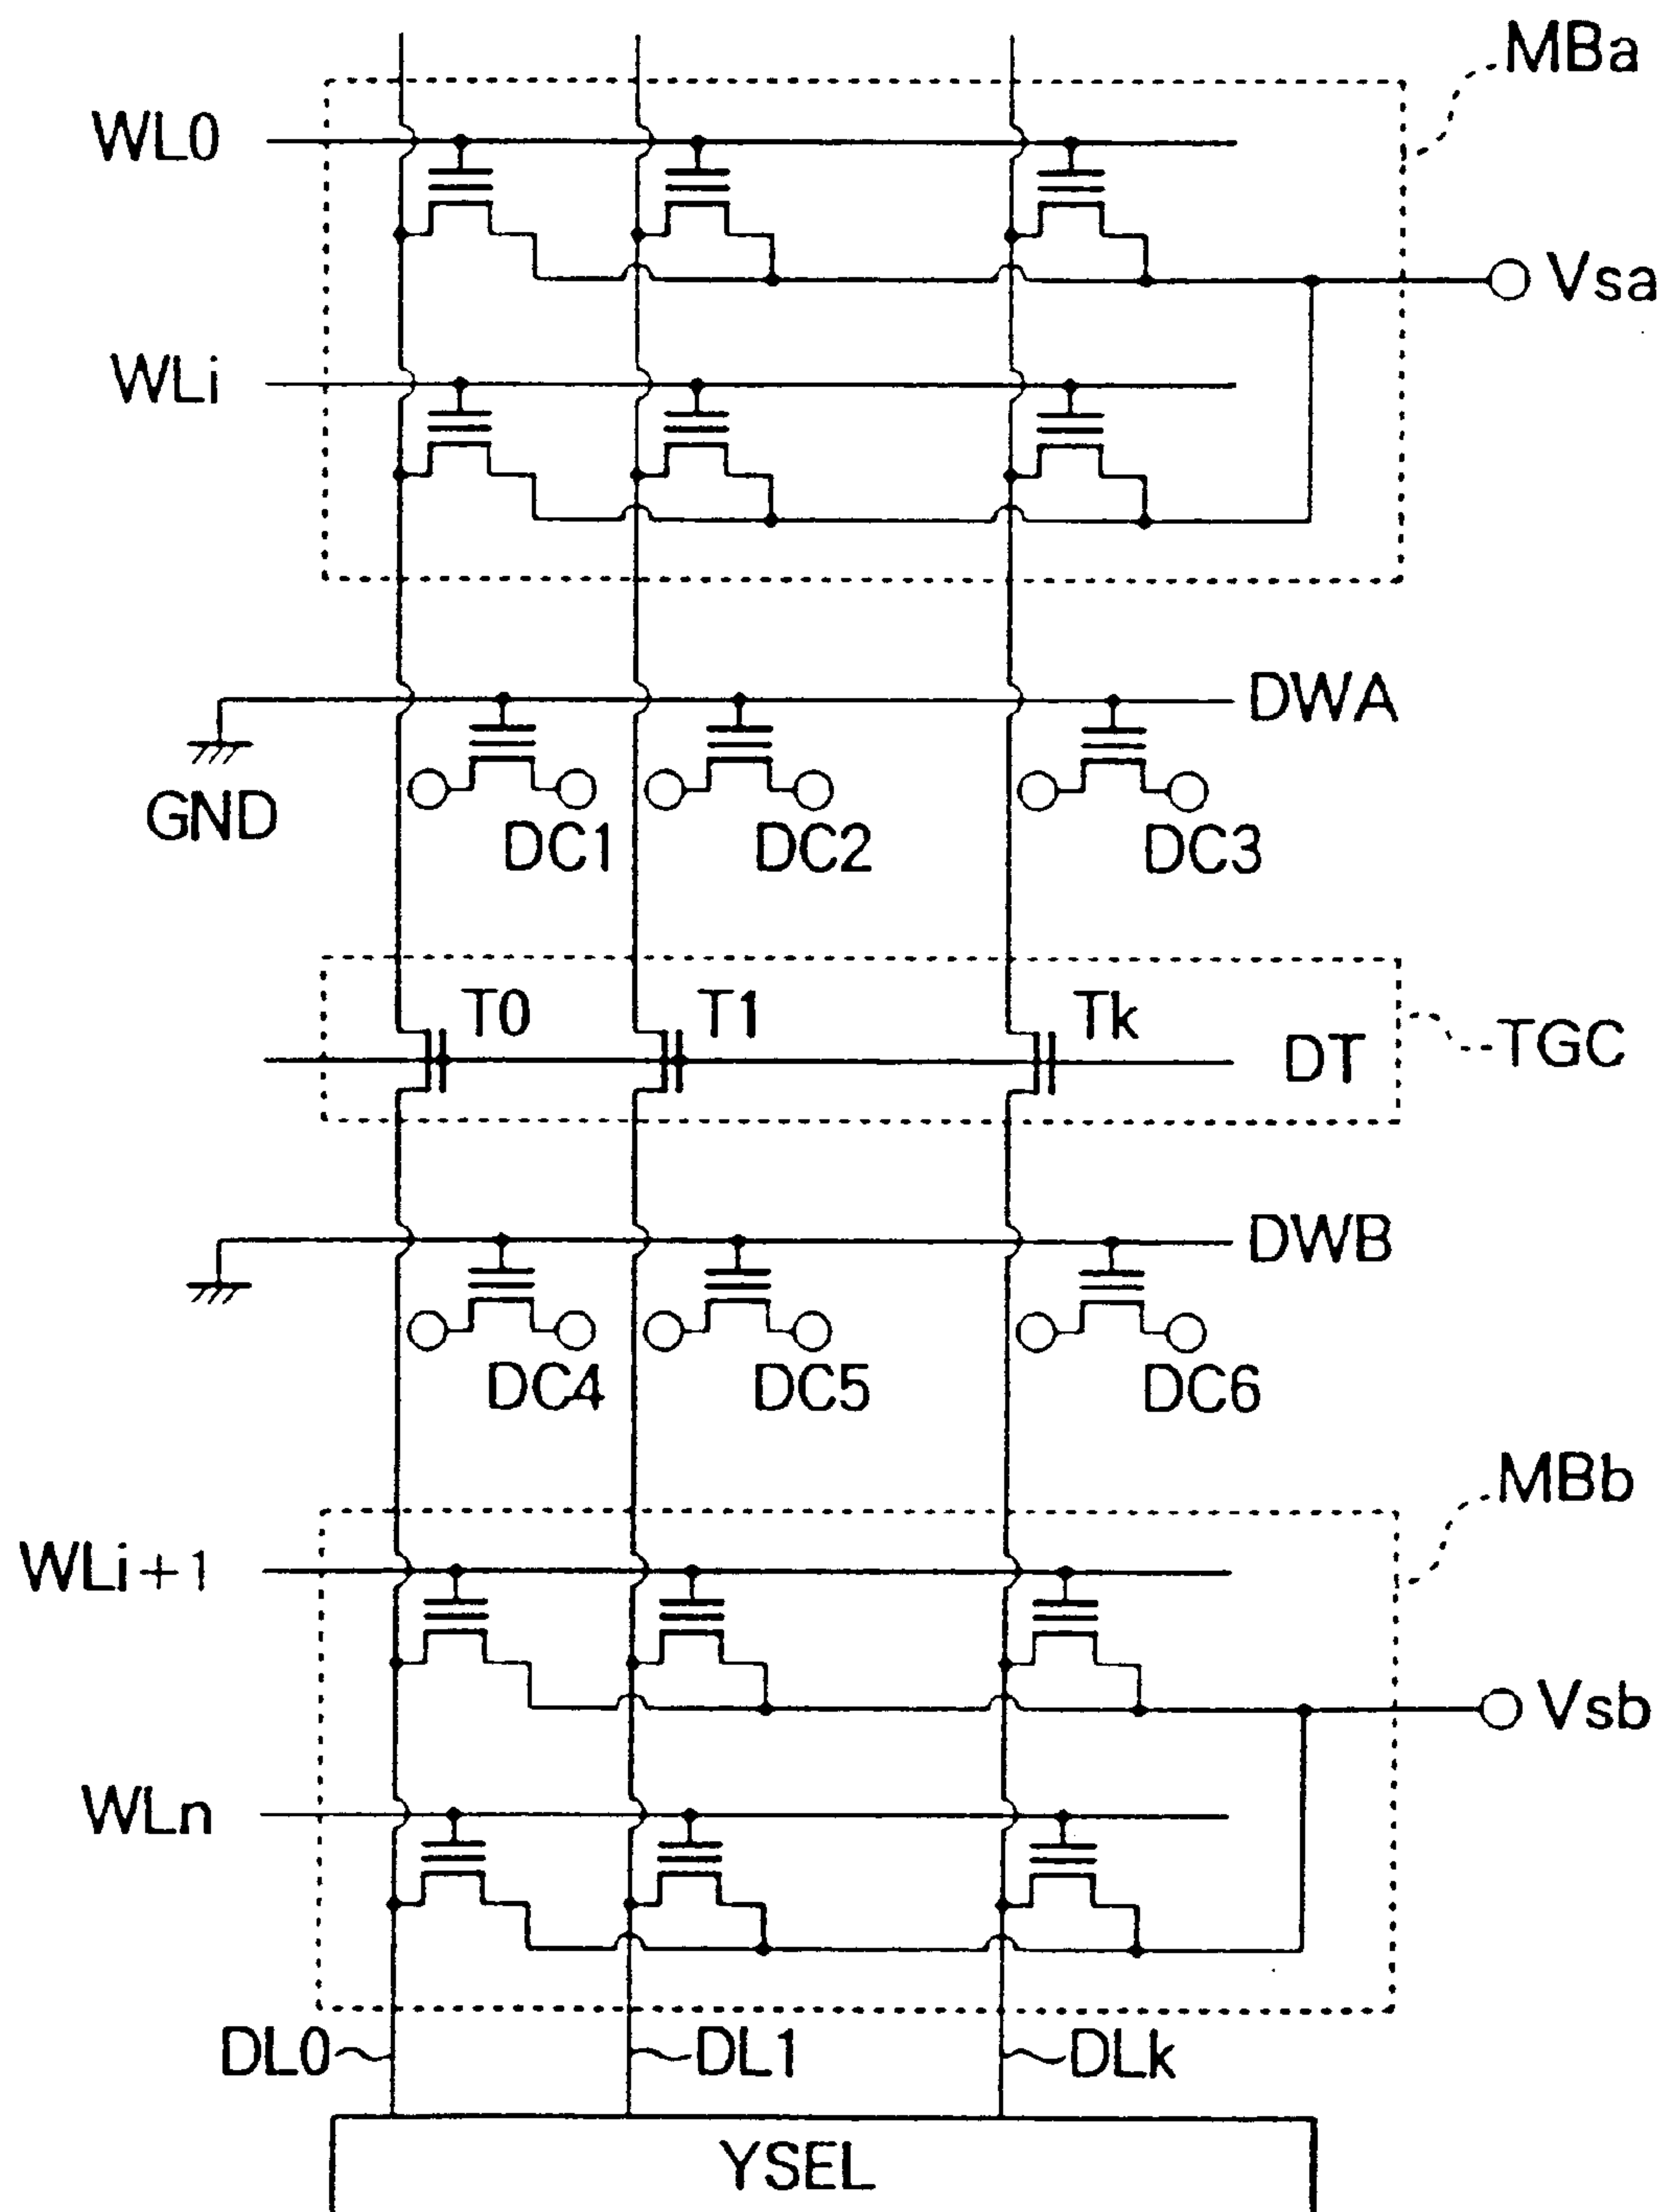 MBa
WL0
Vsa
WLi
DWA
GND
DC1 DC2 DC3
T0 T1 Tk
DT
TGC
DWB
DC4 DC5 DC6
MBb
WLi+1
Vsb
WLn
DL0 DL1 DLk
YSEL